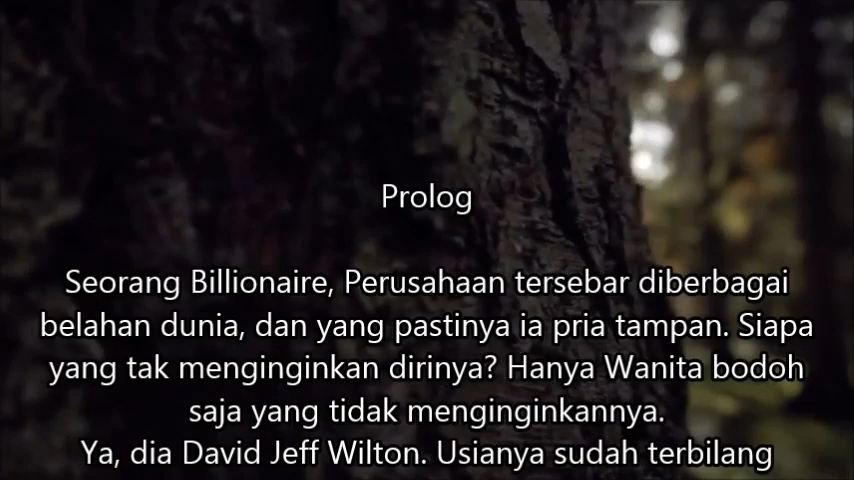 Prolog
Seorang Billionaire, Perusahaan tersebar diberbagai
belahan dunia, dan yang pastinya ia pria tampan. Siapa
yang tak menginginkan dirinya? Hanya Wanita bodoh
saja yang tidak menginginkannya.
Ya, dia David Jeff Wilton. Usianya sudah terbilang